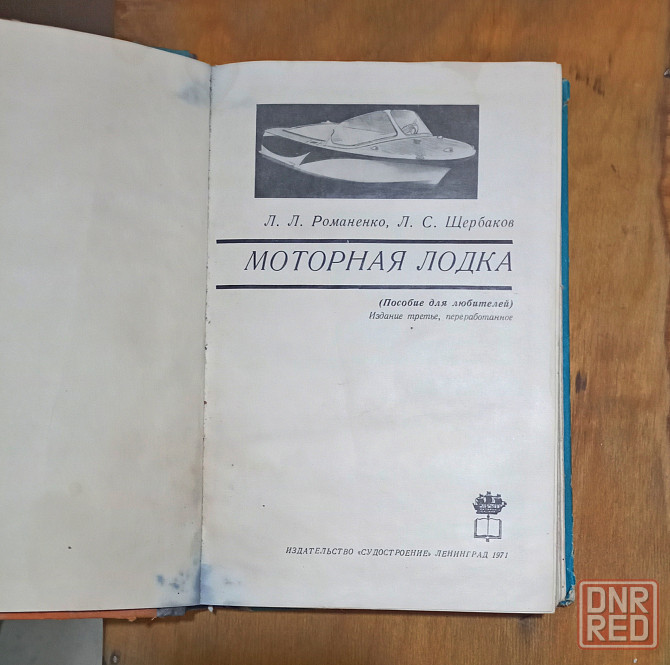 Л. Л. Романенко, Л. С. Щербаков
МОТОРНАЯ ЛОДКА
(Пособие для любителей)
Издание третье, переработанное
ИЗДАТЕЛЬСТВО «СУДОСТРОЕНИЕ» ЛЕНИНГРАД 1971
DNR
RED